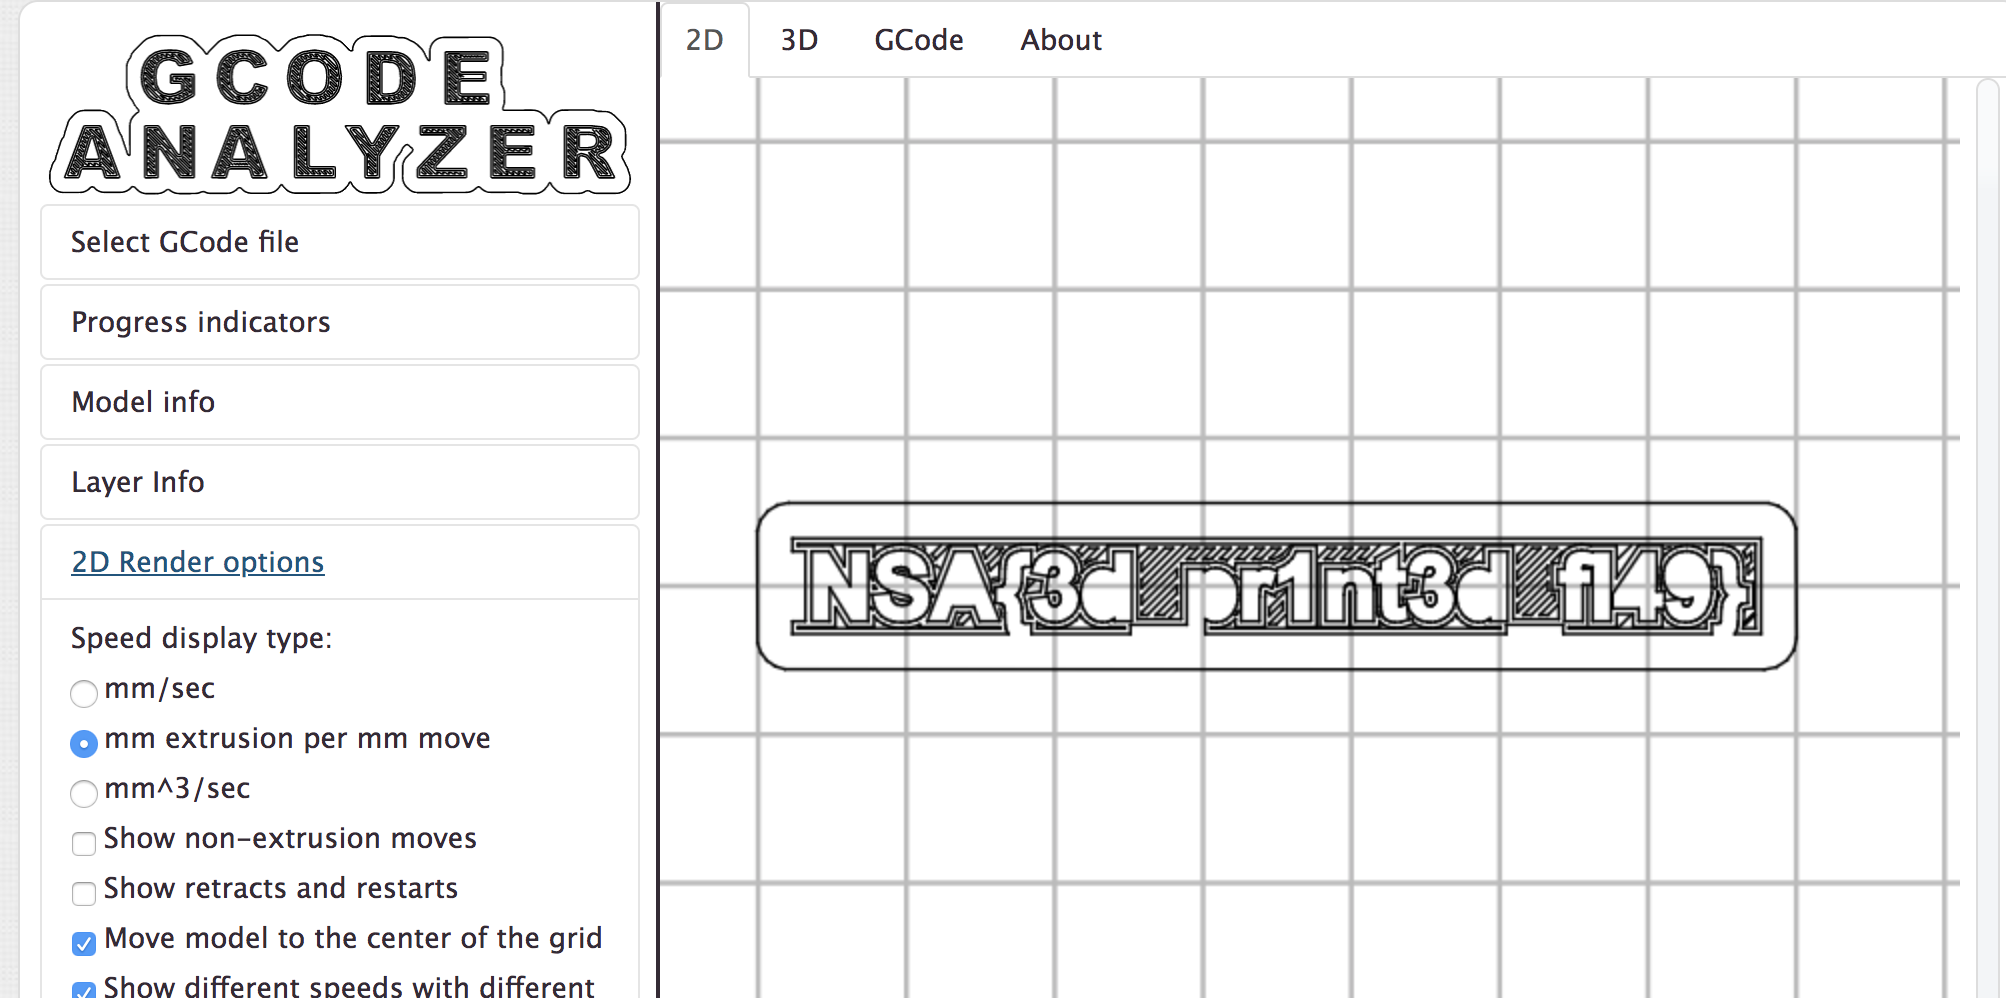 GCODE
ANALYZER
Select GCode file
Progress indicators
Model info
Layer Info
2D Render options
Speed display type:
mm/sec
mm extrusion per mm move
mm^3/sec
Show non-extrusion moves
Show retracts and restarts
Move model to the center of the grid
Show different speeds with different
2D 3D GCode About
NSA{3d_pr1nt3d_fl49}